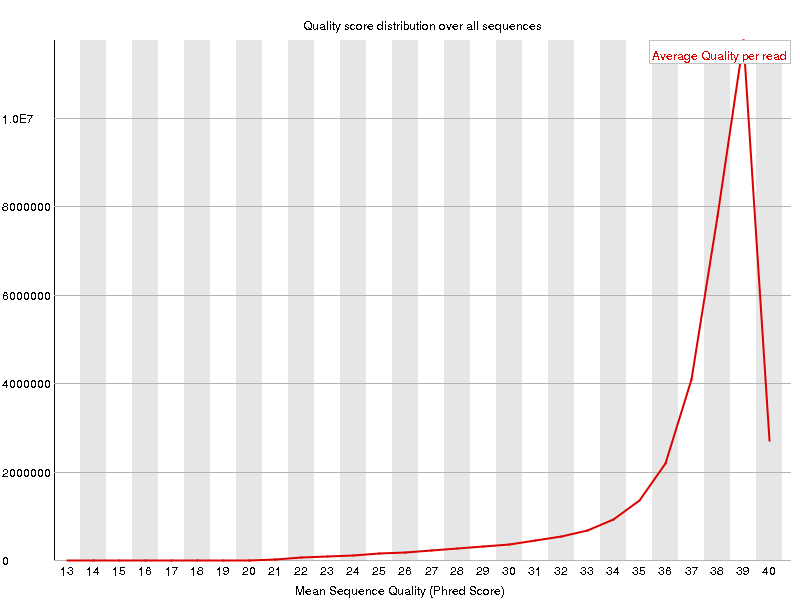 Quality score distribution over all sequences
Average Quality per read
1.0E7
8000000
6000000
4000000
2000000
0
13 14 15 16 17 18 19 20 21 22 23 24 25 26 27 28 29 30 31 32 33 34 35 36 37 38 39 40
Mean Sequence Quality (Phred Score)